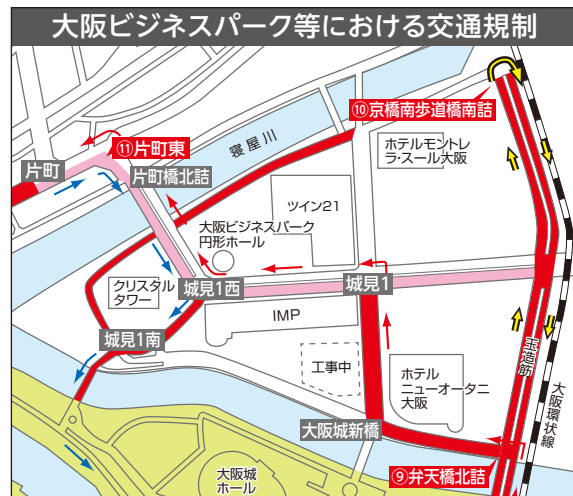 大阪ビジネスパーク等における交通規制
⑩京橋南歩道橋南詰
⑪片町東
寝屋川
ホテルモントレ
ラ・スール大阪
片町
片町橋北詰
ツイン21
大阪ビジネスパーク
円形ホール
クリスタル
タワー
城見1西
城見1
IMP
城見1南
工事中
ホテル
ニューオータニ
大阪
玉造筋
大阪環状線
大阪城新橋
⑨弁天橋北詰
大阪城
ホール